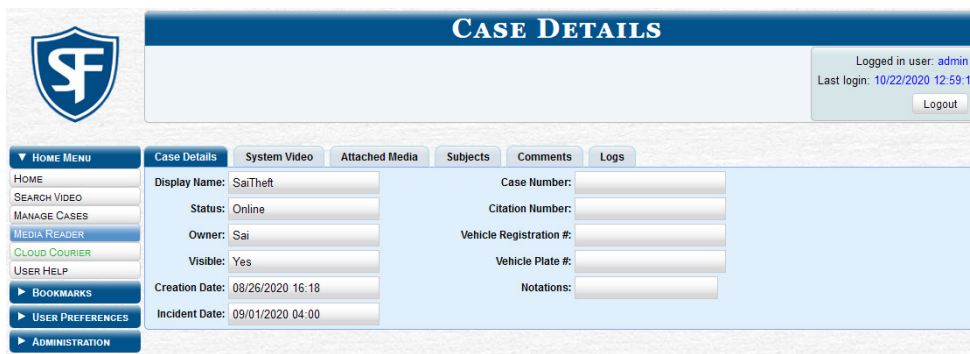 CASE DETAILS
SF
Logged in user: admin
Last login: 10/22/2020 12:59:1
Logout
▼ HOME MENU
HOME
SEARCH VIDEO
MANAGE CASES
MEDIA READER
CLOUD COURIER
USER HELP
► BOOKMARKS
► USER PREFERENCES
► ADMINISTRATION
Case Details System Video Attached Media Subjects Comments Logs
Display Name: SaiTheft
Status: Online
Owner: Sai
Visible: Yes
Creation Date: 08/26/2020 16:18
Incident Date: 09/01/2020 04:00
Case Number:
Citation Number:
Vehicle Registration #:
Vehicle Plate #:
Notations: